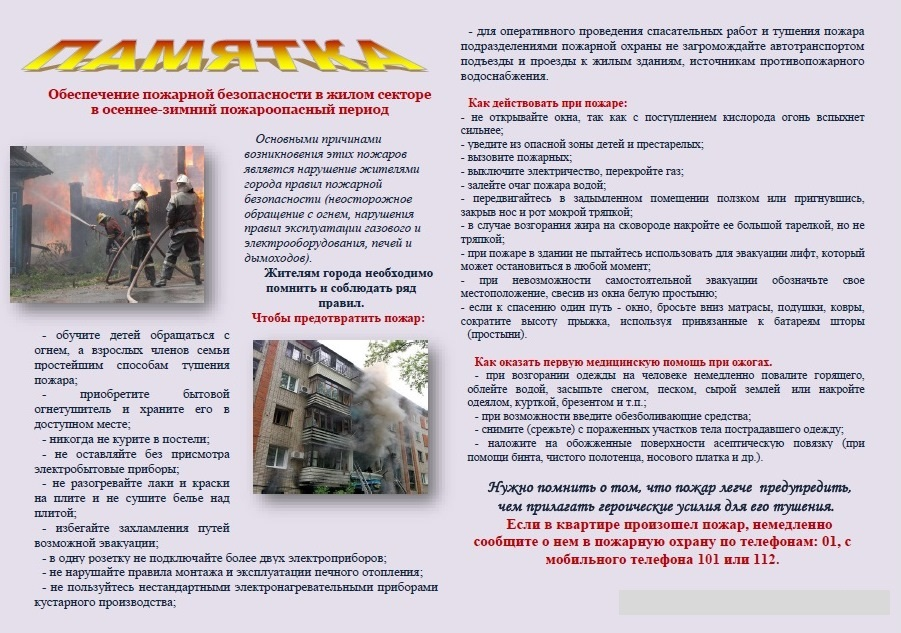 ПАМЯТКА
Обеспечение пожарной безопасности в жилом секторе
в осеннее-зимний пожароопасный период
Основными причинами
возникновения этих пожаров
является нарушение жителями
города правил пожарной
безопасности (неосторожное
обращение с огнем, нарушения
правил эксплуатации газового и
электрооборудования, печей и
дымоходов).
Жителям города необходимо
помнить и соблюдать ряд
правил.
Чтобы предотвратить пожар:
- обучите детей обращаться с
огнем, а взрослых членов семьи
простейшим способам тушения
пожара;
- приобретите бытовой
огнетушитель и храните его в
доступном месте;
- никогда не курите в постели;
- не оставляйте без присмотра
электробытовые приборы;
- не разогревайте лаки и краски
на плите и не сушите белье над
плитой;
- избегайте захламления путей
возможной эвакуации;
- в одну розетку не подключайте более двух электроприборов;
- не нарушайте правила монтажа и эксплуатации печного отопления;
- не пользуйтесь нестандартными электронагревательными приборами
кустарного производства;
- для оперативного проведения спасательных работ и тушения пожара
подразделениями пожарной охраны не загромождайте автотранспортом
подъезды и проезды к жилым зданиям, источникам противопожарного
водоснабжения.
Как действовать при пожаре:
- не открывайте окна, так как с поступлением кислорода огонь вспыхнет
сильнее;
- уведите из опасной зоны детей и престарелых;
- вызовите пожарных;
- выключите электричество, перекройте газ;
- залейте очаг пожара водой;
- передвигайтесь в задымленном помещении ползком или пригнувшись,
закрыв нос и рот мокрой тряпкой;
- в случае возгорания жира на сковороде накройте ее большой тарелкой, но не
тряпкой;
- при пожаре в здании не пытайтесь использовать для эвакуации лифт, который
может остановиться в любой момент;
- при невозможности самостоятельной эвакуации обозначьте свое
местоположение, свесив из окна белую простыню;
- если к спасению один путь - окно, бросьте вниз матрасы, подушки, ковры,
сократите высоту прыжка, используя привязанные к батареям шторы
(простыни).
Как оказать первую медицинскую помощь при ожогах.
- при возгорании одежды на человеке немедленно повалите горящего,
облейте водой, засыпьте снегом, песком, сырой землей или накройте
одеялом, курткой, брезентом и т.п.;
- при возможности введите обезболивающие средства;
- снимите (срежьте) с пораженных участков тела пострадавшего одежду;
- наложите на обожженные поверхности асептическую повязку (при
помощи бинта, чистого полотенца, носового платка и др.).
Нужно помнить о том, что пожар легче предупредить,
чем прилагать героические усилия для его тушения.
Если в квартире произошел пожар, немедленно
сообщите о нем в пожарную охрану по телефонам: 01, с
мобильного телефона 101 или 112.